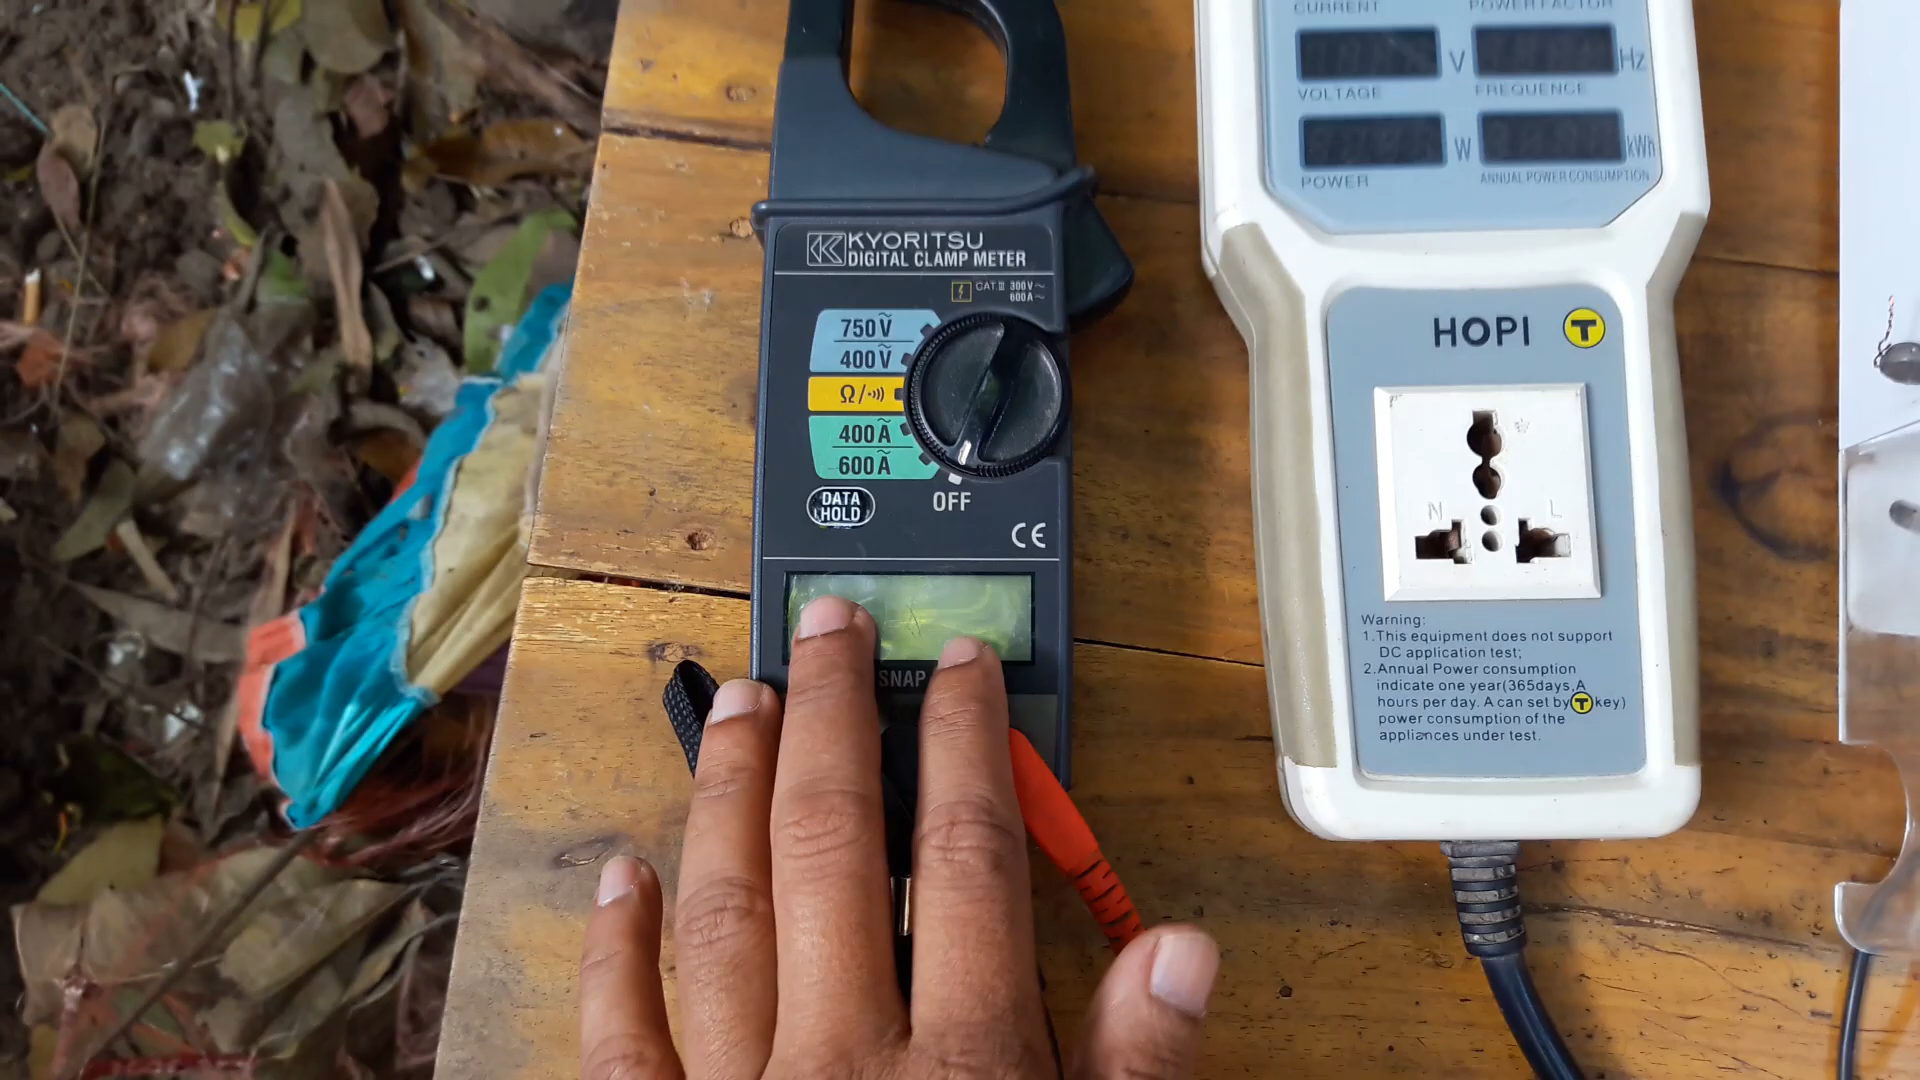 KYORITSU
DIGITAL CLAMP METER
CAT.III 300V~
600A~
750V~
400V~
Ω/
400A~
600A~
DATA
HOLD
OFF
CE
SNAP
CURRENT
POWER FACTOR
V
Hz
VOLTAGE
FREQUENCE
W
kWh
POWER
ANNUAL POWER CONSUMPTION
HOPI T
N L
Warning:
1.This equipment does not support
DC application test;
2.Annual Power consumption
indicate one year(365days,A
hours per day. A can set by T key)
power consumption of the
appliances under test.